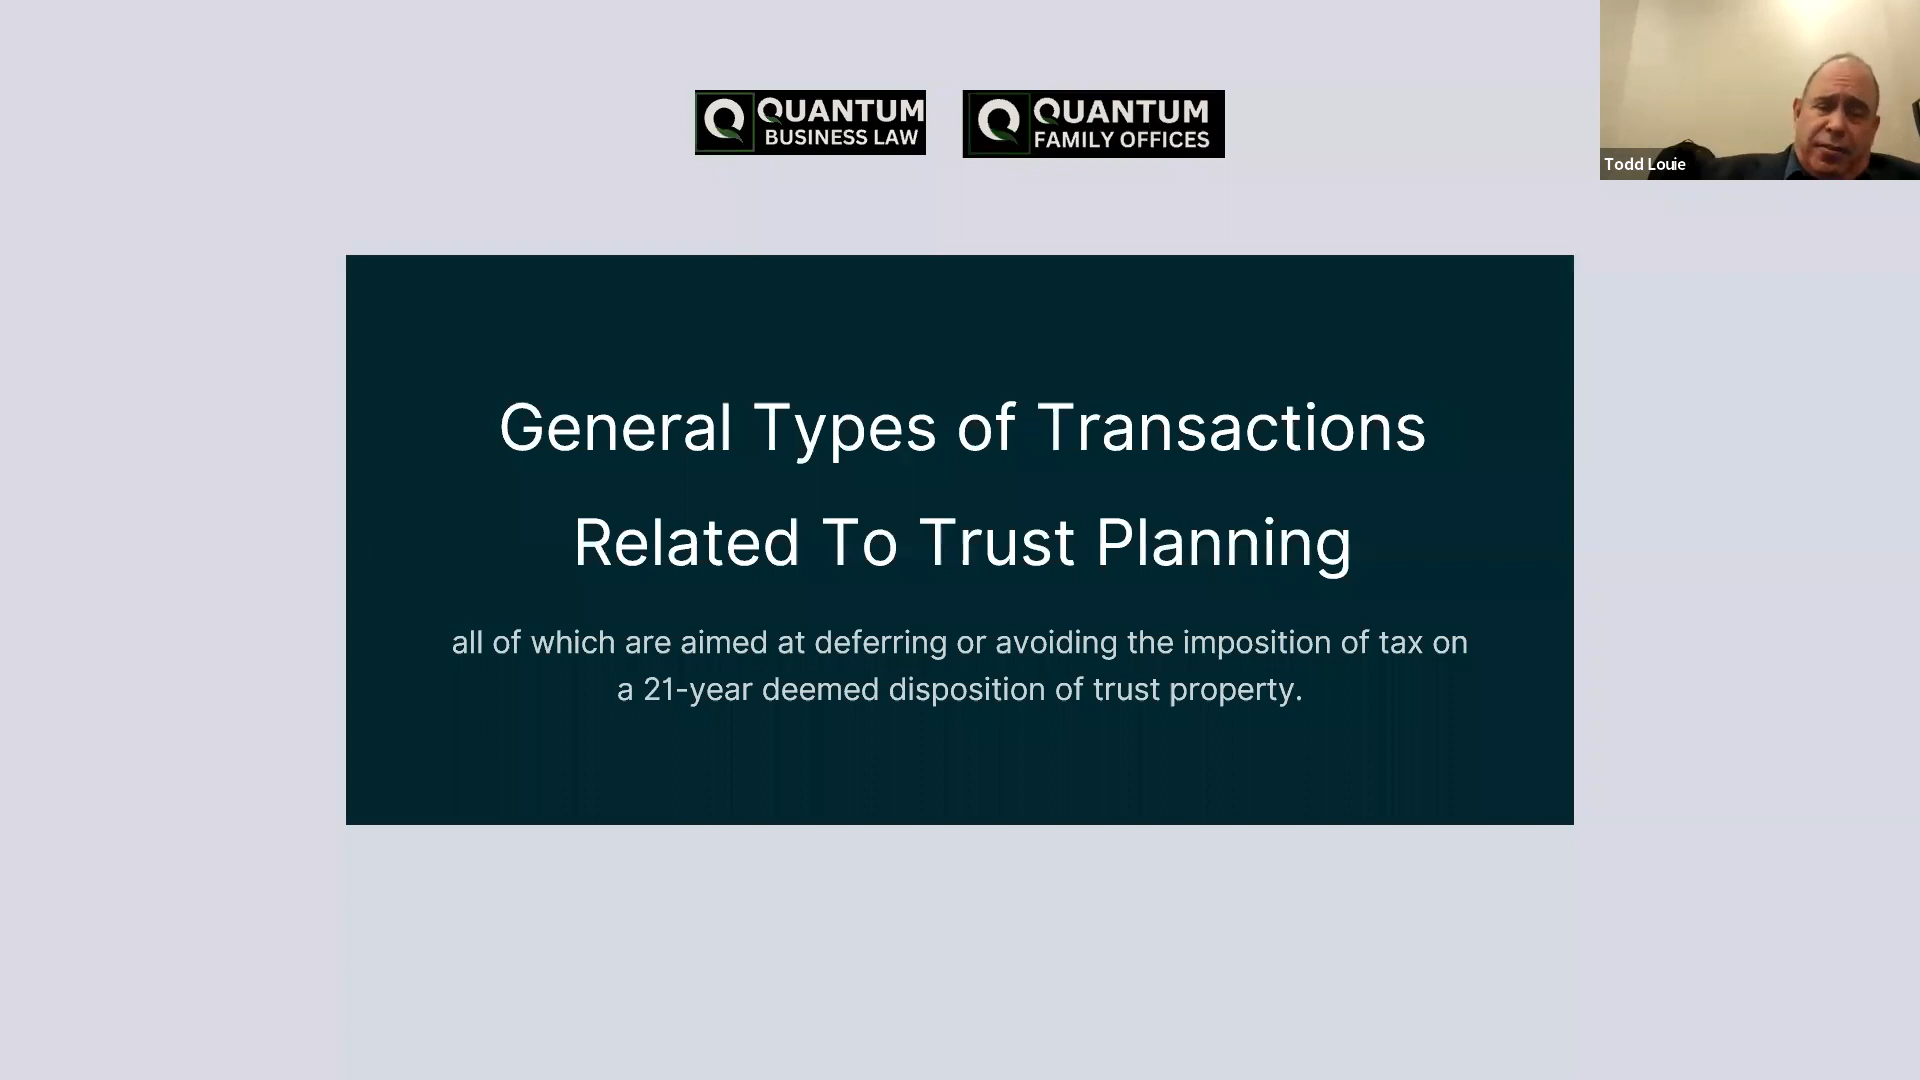 QUANTUM
BUSINESS LAW
QUANTUM
FAMILY OFFICES
Todd Louie
General Types of Transactions
Related To Trust Planning
all of which are aimed at deferring or avoiding the imposition of tax on
a 21-year deemed disposition of trust property.